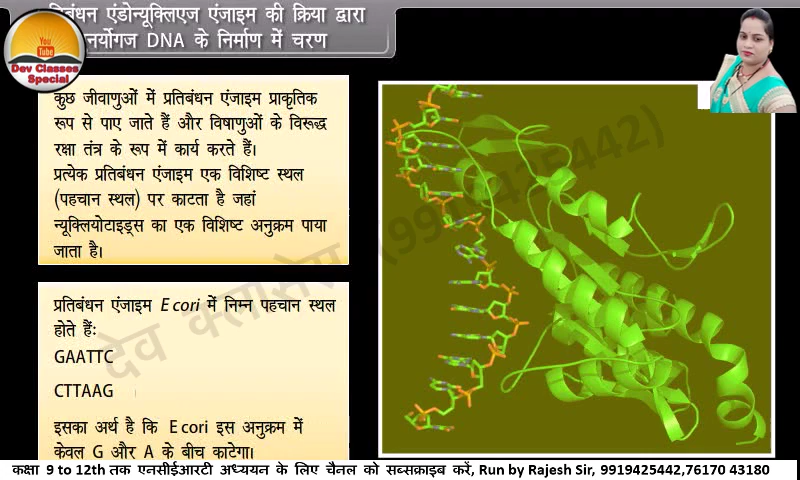 प्रतिबंधन एंडोन्यूक्लिएज एंजाइम की क्रिया द्वारा
नर्योगज DNA के निर्माण में चरण
You
Tube
Dev Classes
Special
कुछ जीवाणुओं में प्रतिबंधन एंजाइम प्राकृतिक
रूप से पाए जाते हैं और विषाणुओं के विरूद्ध
रक्षा तंत्र के रूप में कार्य करते हैं।
प्रत्येक प्रतिबंधन एंजाइम एक विशिष्ट स्थल
(पहचान स्थल) पर काटता है जहां
न्यूक्लियोटाइड्स का एक विशिष्ट अनुक्रम पाया
जाता है।
प्रतिबंधन एंजाइम E cori में निम्न पहचान स्थल
होते हैंः
GAATTC
CTTAAG
इसका अर्थ है कि E cori इस अनुक्रम में
केवल G और A के बीच काटेगा।
देव क्लासेस (9919425442)
कक्षा 9 to 12th तक एनसीईआरटी अध्ययन के लिए चैनल को सब्सक्राइब करें, Run by Rajesh Sir, 9919425442,76170 43180